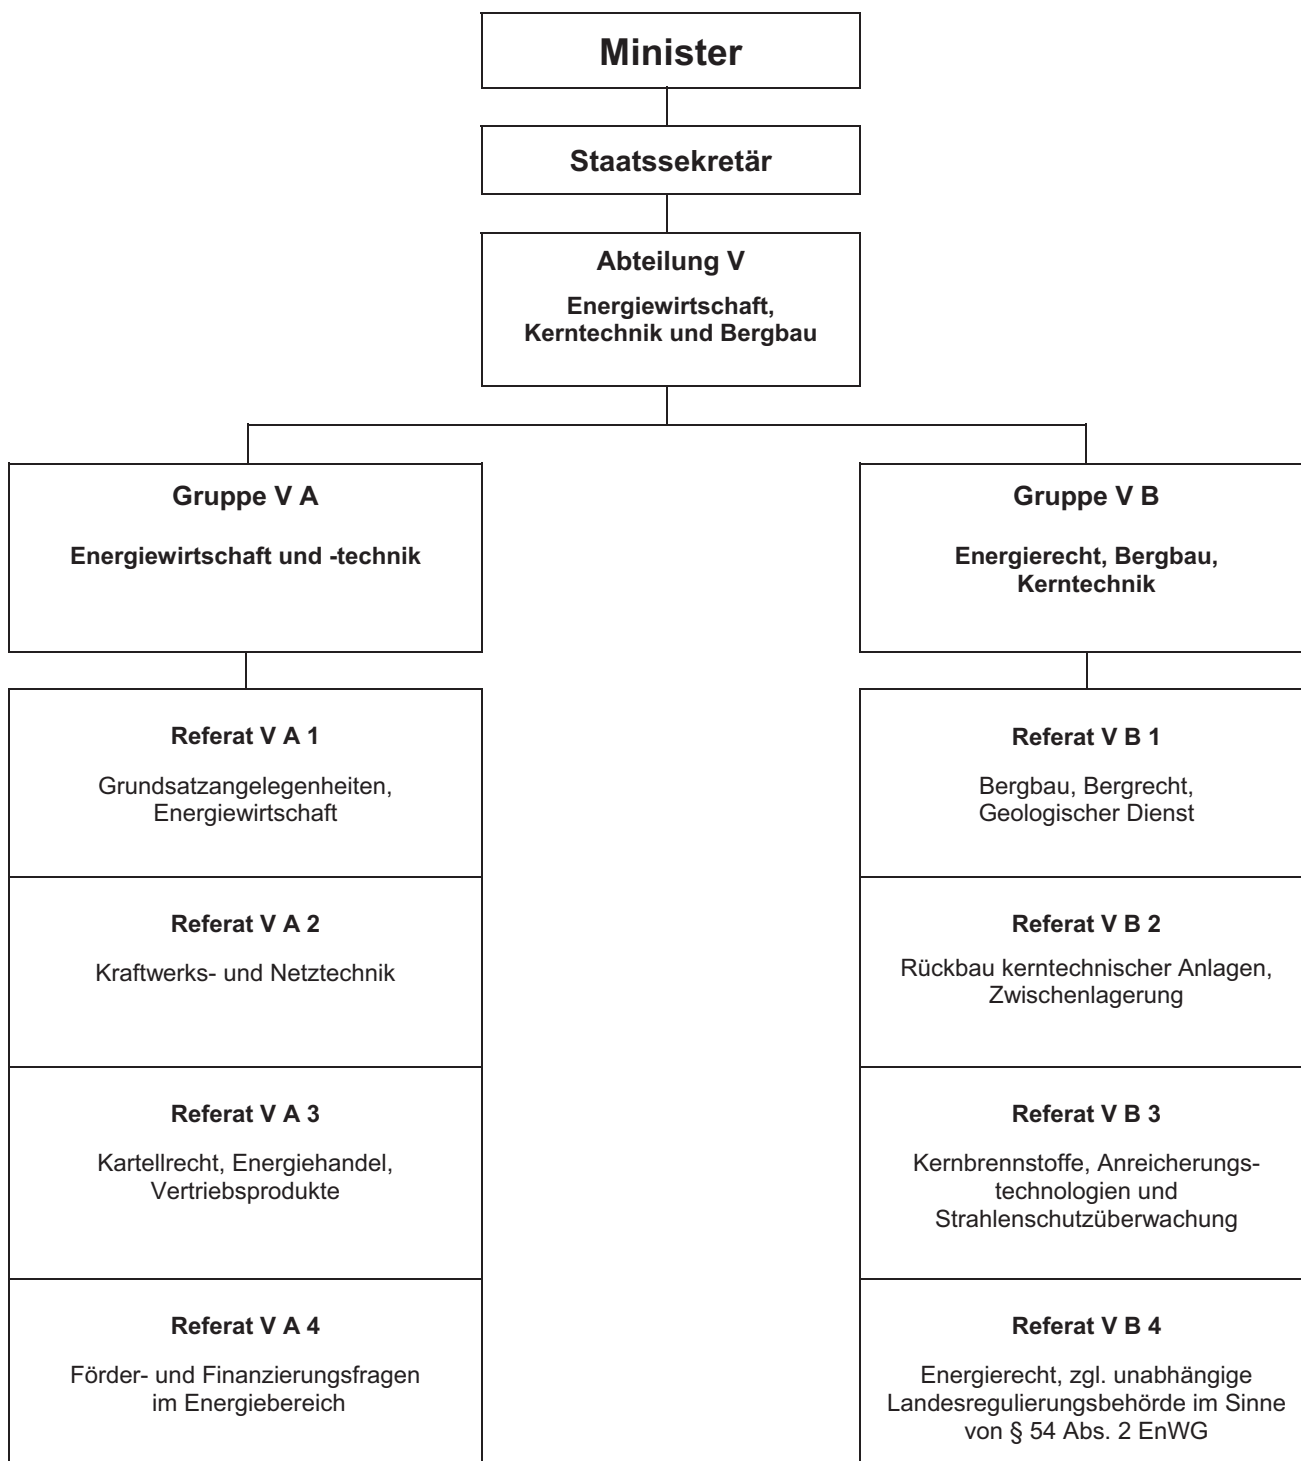 Minister
Staatssekretär
Abteilung V
Energiewirtschaft,
Kerntechnik und Bergbau
Gruppe V A
Energiewirtschaft und -technik
Referat V A 1
Grundsatzangelegenheiten,
Energiewirtschaft
Referat V A 2
Kraftwerks- und Netztechnik
Referat V A 3
Kartellrecht, Energiehandel,
Vertriebsprodukte
Referat V A 4
Förder- und Finanzierungsfragen
im Energiebereich
Gruppe V B
Energierecht, Bergbau,
Kerntechnik
Referat V B 1
Bergbau, Bergrecht,
Geologischer Dienst
Referat V B 2
Rückbau kerntechnischer Anlagen,
Zwischenlagerung
Referat V B 3
Kernbrennstoffe, Anreicherungs-
technologien und
Strahlenschutzüberwachung
Referat V B 4
Energierecht, zgl. unabhängige
Landesregulierungsbehörde im Sinne
von § 54 Abs. 2 EnWG